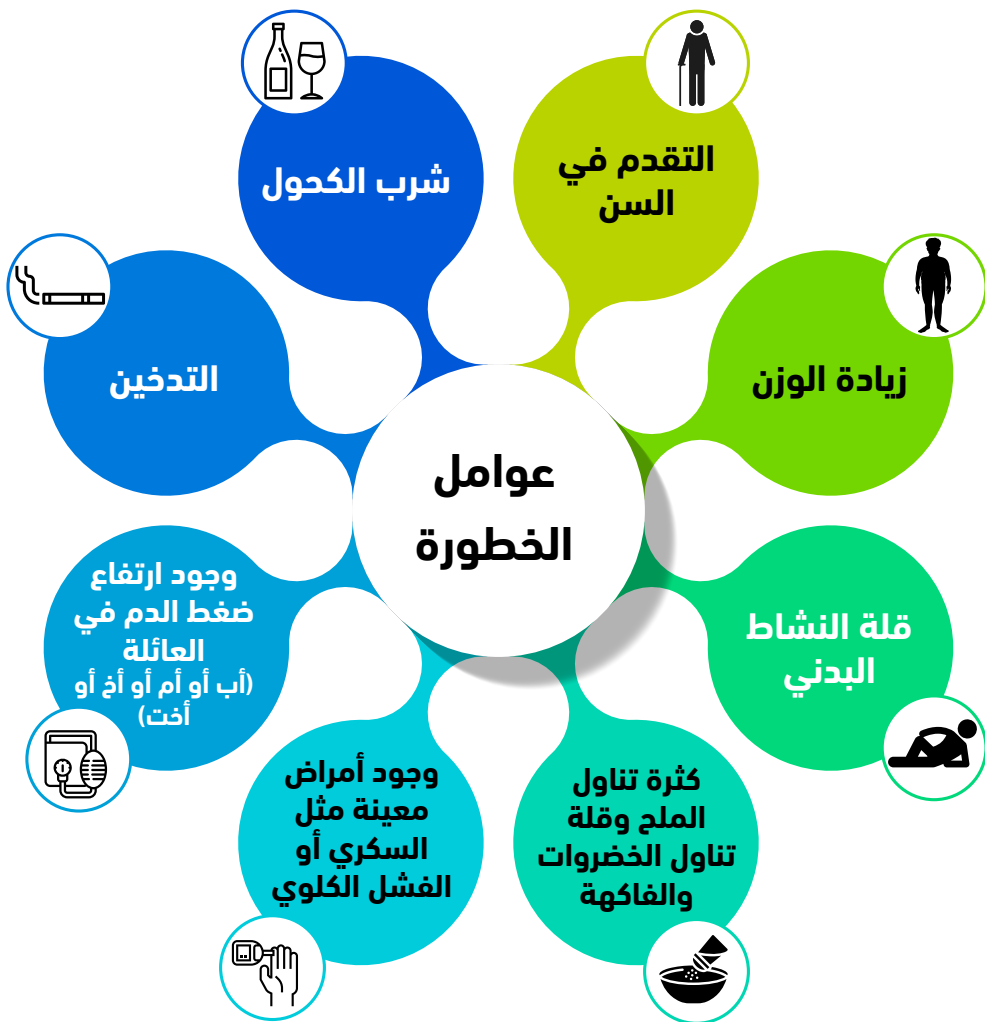 عوامل
الخطورة
التقدم في
السن
زيادة الوزن
قلة النشاط
البدني
كثرة تناول
الملح وقلة
تناول الخضروات
والفاكهة
وجود أمراض
معينة مثل
السكري أو
الفشل الكلوي
وجود ارتفاع
ضغط الدم في
العائلة
(أب أو أم أو أخ أو
أخت)
التدخين
شرب الكحول